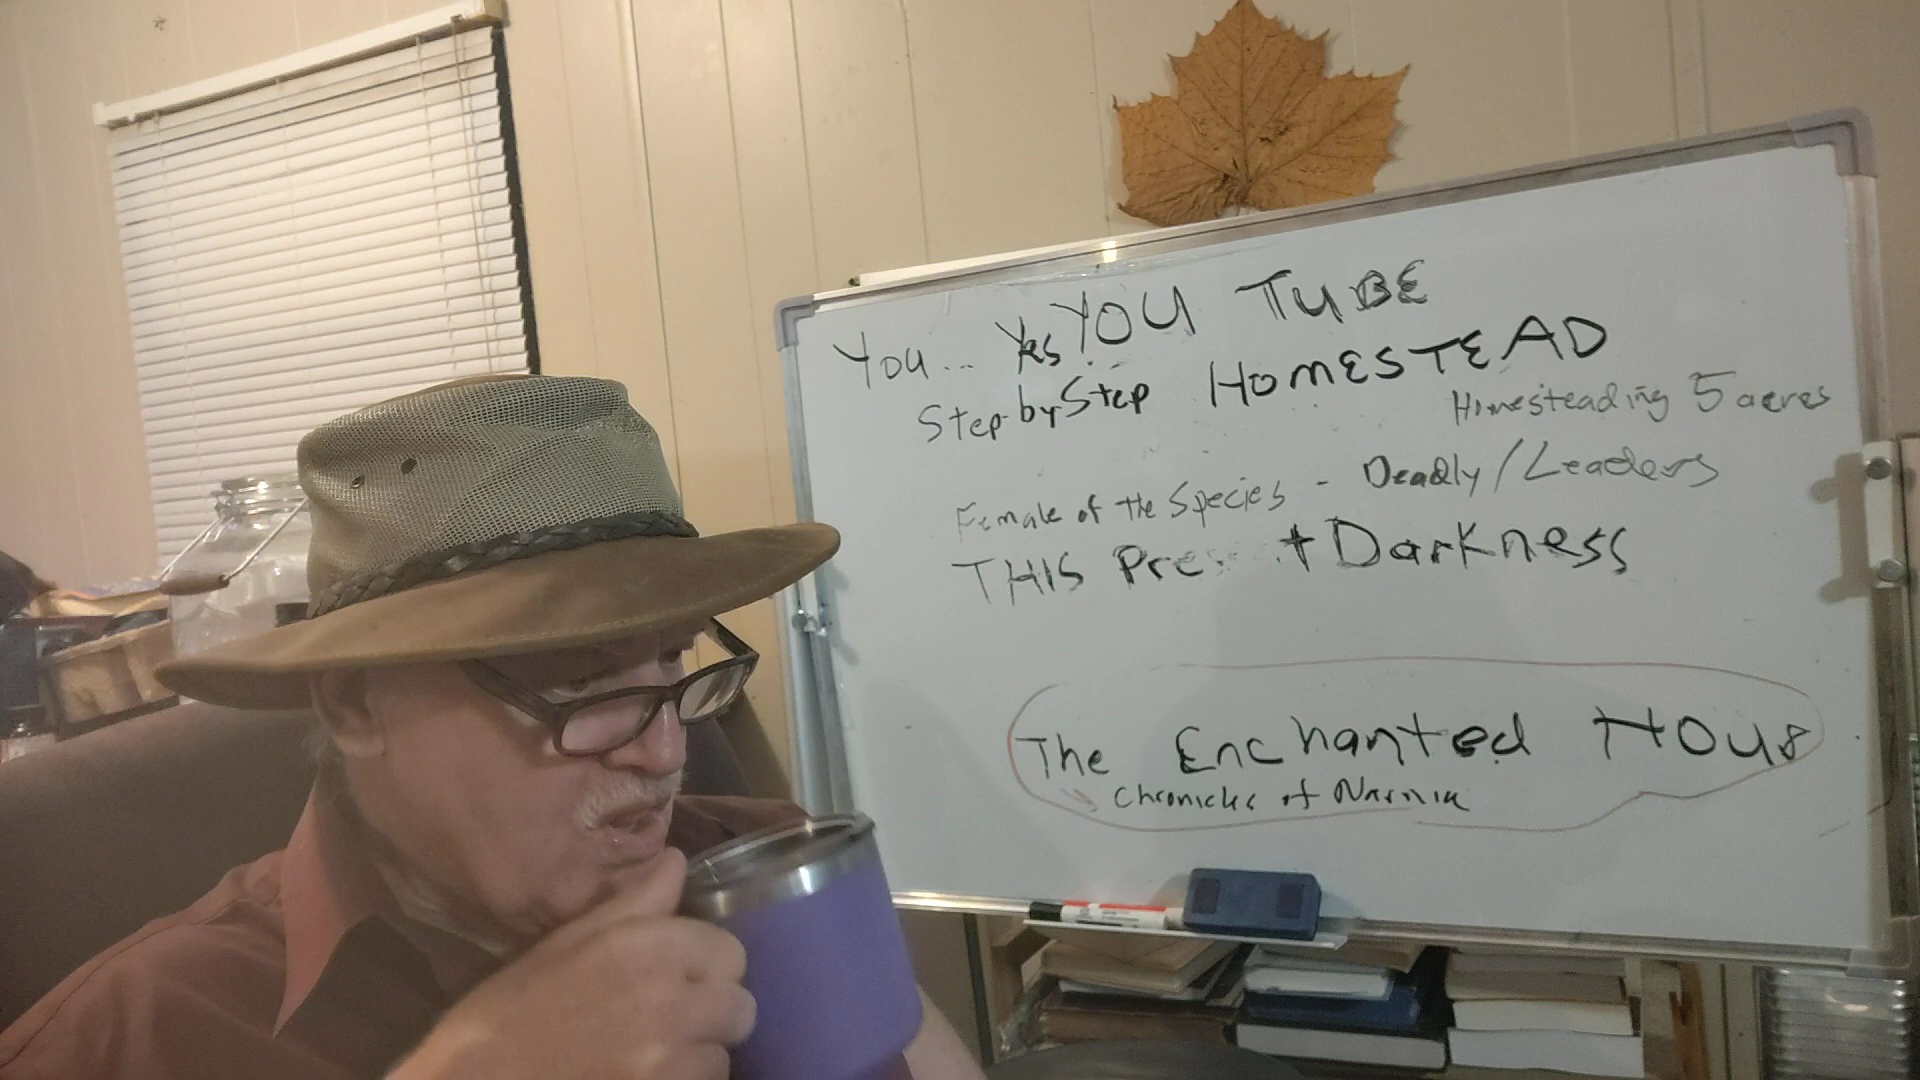 You... Yes YOU TUBE
Step-by Step HOMESTEAD
Homesteading 5 acres
Female of the Species - Deadly/Leaders
THIS Pre t Darkness
The Enchanted HOUR
Chronicles of Narnia